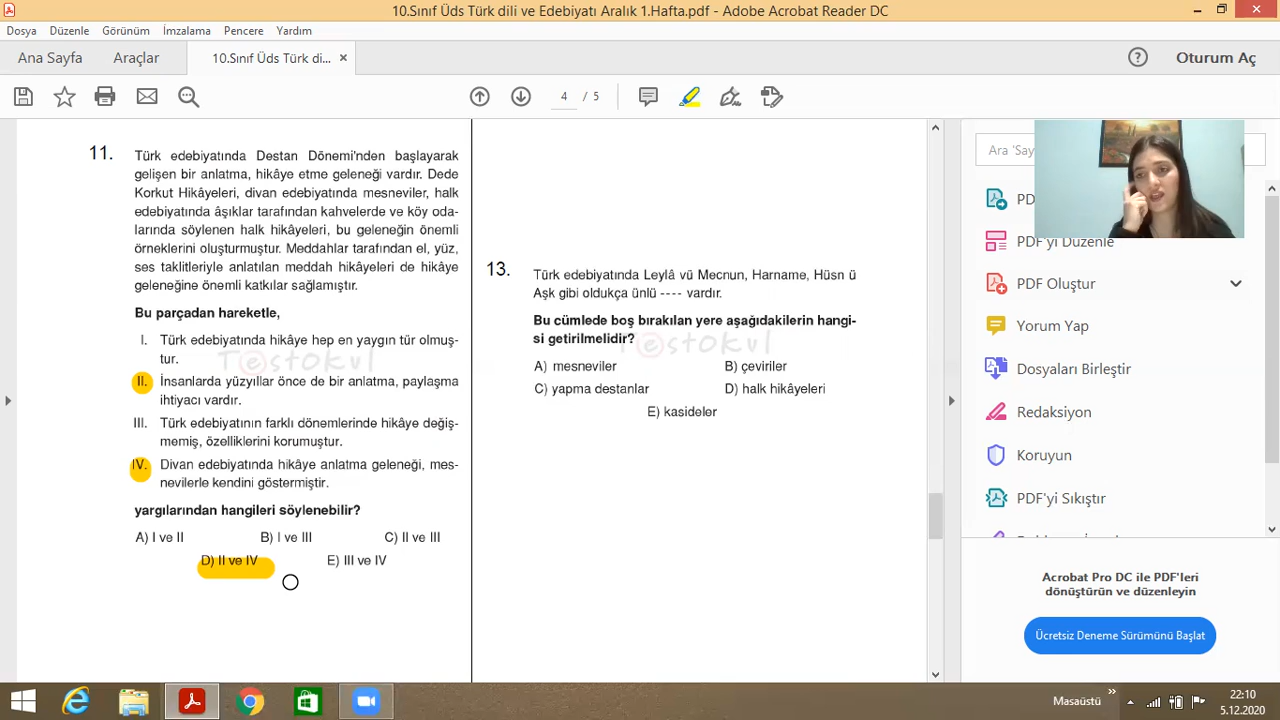 10.Sınıf Üds Türk dili ve Edebiyatı Aralık 1.Hafta.pdf - Adobe Acrobat Reader DC
Dosya Düzenle Görünüm İmzalama Pencere Yardım
Ana Sayfa Araçlar 10.Sınıf Üds Türk di... × Oturum Aç
4 / 5
11. Türk edebiyatında Destan Dönemi'nden başlayarak
gelişen bir anlatma, hikâye etme geleneği vardır. Dede
Korkut Hikâyeleri, divan edebiyatında mesneviler, halk
edebiyatında âşıklar tarafından kahvelerde ve köy oda-
larında söylenen halk hikâyeleri, bu geleneğin önemli
örneklerini oluşturmuştur. Meddahlar tarafından el, yüz,
ses taklitleriyle anlatılan meddah hikâyeleri de hikâye
geleneğine önemli katkılar sağlamıştır.
Bu parçadan hareketle,
I. Türk edebiyatında hikâye hep en yaygın tür olmuş-
tur.
II. İnsanlarda yüzyıllar önce de bir anlatma, paylaşma
ihtiyacı vardır.
III. Türk edebiyatının farklı dönemlerinde hikâye değiş-
memiş, özelliklerini korumuştur.
IV. Divan edebiyatında hikâye anlatma geleneği, mes-
nevilerle kendini göstermiştir.
yargılarından hangileri söylenebilir?
A) I ve II B) I ve III C) II ve III
D) II ve IV E) III ve IV
Testokul
13. Türk edebiyatında Leylâ vü Mecnun, Harname, Hüsn ü
Aşk gibi oldukça ünlü ---- vardır.
Bu cümlede boş bırakılan yere aşağıdakilerin hangi-
si getirilmelidir?
Testokul
A) mesneviler B) çeviriler
C) yapma destanlar D) halk hikâyeleri
E) kasideler
Ara 'Say
PD
PDF'yi Düzenle
PDF Oluştur
Yorum Yap
Dosyaları Birleştir
Redaksiyon
Koruyun
PDF'yi Sıkıştır
Acrobat Pro DC ile PDF'leri
dönüştürün ve düzenleyin
Ücretsiz Deneme Sürümünü Başlat
Masaüstü
22:10
5.12.2020